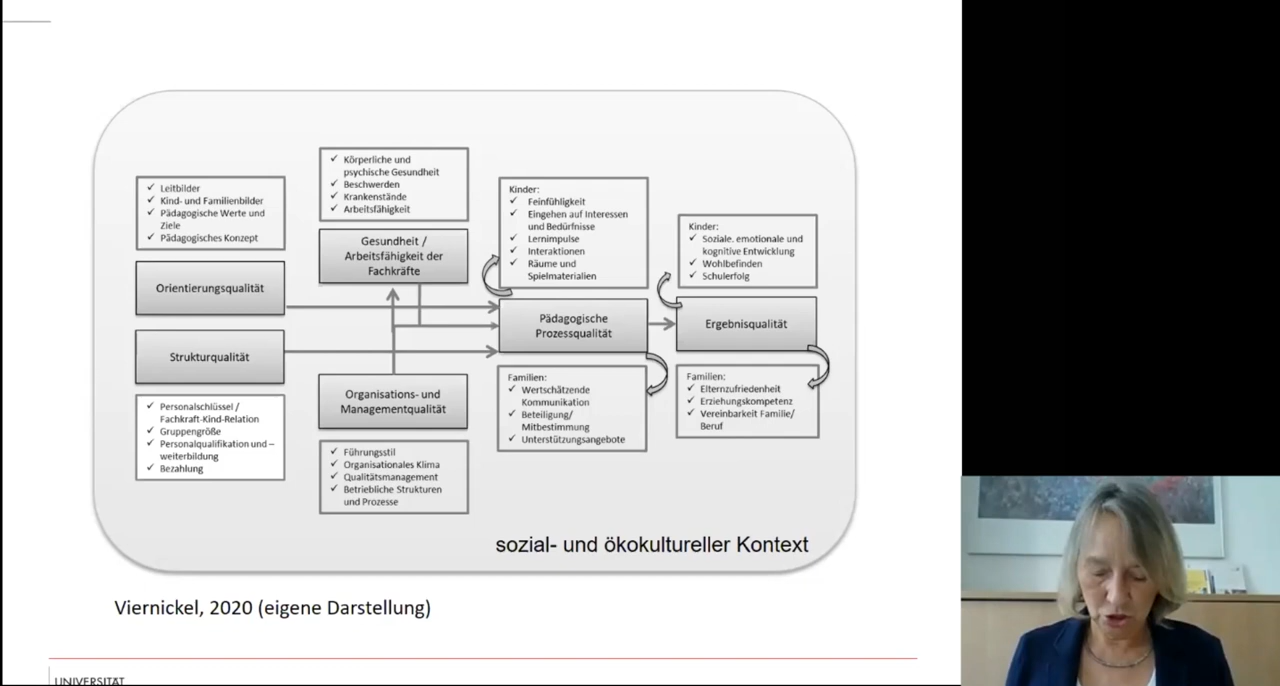 ✓ Leitbilder
✓ Kind- und Familienbilder
✓ Pädagogische Werte und
Ziele
✓ Pädagogisches Konzept
Orientierungsqualität
Strukturqualität
✓ Personalschlüssel /
Fachkraft-Kind-Relation
✓ Gruppengröße
✓ Personalqualifikation und –
weiterbildung
✓ Bezahlung
✓ Körperliche und
psychische Gesundheit
✓ Beschwerden
✓ Krankenstände
✓ Arbeitsfähigkeit
Gesundheit /
Arbeitsfähigkeit der
Fachkräfte
Organisations- und
Managementqualität
✓ Führungsstil
✓ Organisationales Klima
✓ Qualitätsmanagement
✓ Betriebliche Strukturen
und Prozesse
Kinder:
✓ Feinfühligkeit
✓ Eingehen auf Interessen
und Bedürfnisse
✓ Lernimpulse
✓ Interaktionen
✓ Räume und
Spielmaterialien
Pädagogische
Prozessqualität
Familien:
✓ Wertschätzende
Kommunikation
✓ Beteiligung/
Mitbestimmung
✓ Unterstützungsangebote
Kinder:
✓ Soziale. emotionale und
kognitive Entwicklung
✓ Wohlbefinden
✓ Schulerfolg
Ergebnisqualität
Familien:
✓ Elternzufriedenheit
✓ Erziehungskompetenz
✓ Vereinbarkeit Familie/
Beruf
sozial- und ökokultureller Kontext
Viernickel, 2020 (eigene Darstellung)
UNIVERSITÄT